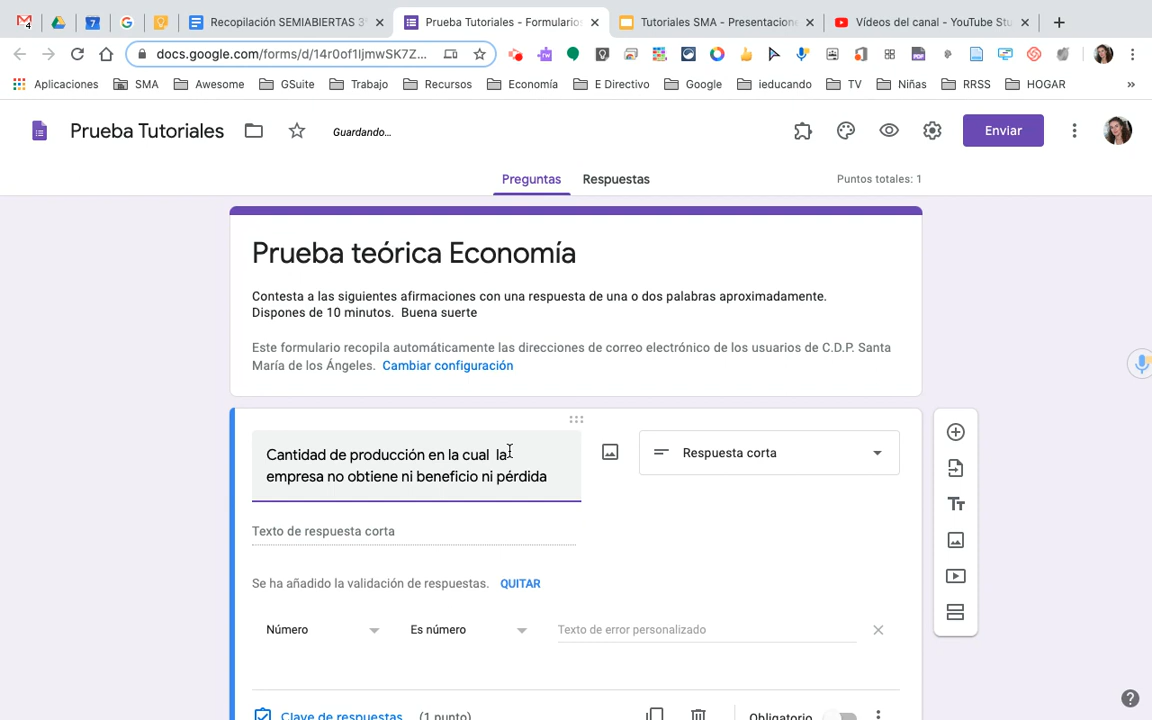 4
7
Recopilación SEMIABIERTAS 3º
Prueba Tutoriales - Formularios
Tutoriales SMA - Presentacione
Vídeos del canal - YouTube Stu
docs.google.com/forms/d/14r0of1ljmwSK7Z...
Aplicaciones
SMA
Awesome
GSuite
Trabajo
Recursos
Economía
E Directivo
Google
ieducando
TV
Niñas
RRSS
HOGAR
»
Prueba Tutoriales
Guardando...
Enviar
Preguntas
Respuestas
Puntos totales: 1
Prueba teórica Economía
Contesta a las siguientes afirmaciones con una respuesta de una o dos palabras aproximadamente.
Dispones de 10 minutos. Buena suerte
Este formulario recopila automáticamente las direcciones de correo electrónico de los usuarios de C.D.P. Santa
María de los Ángeles. Cambiar configuración
Cantidad de producción en la cual la
empresa no obtiene ni beneficio ni pérdida
Respuesta corta
Texto de respuesta corta
Se ha añadido la validación de respuestas. QUITAR
Número
Es número
Texto de error personalizado
Clave de respuestas (1 punto)
Obligatorio